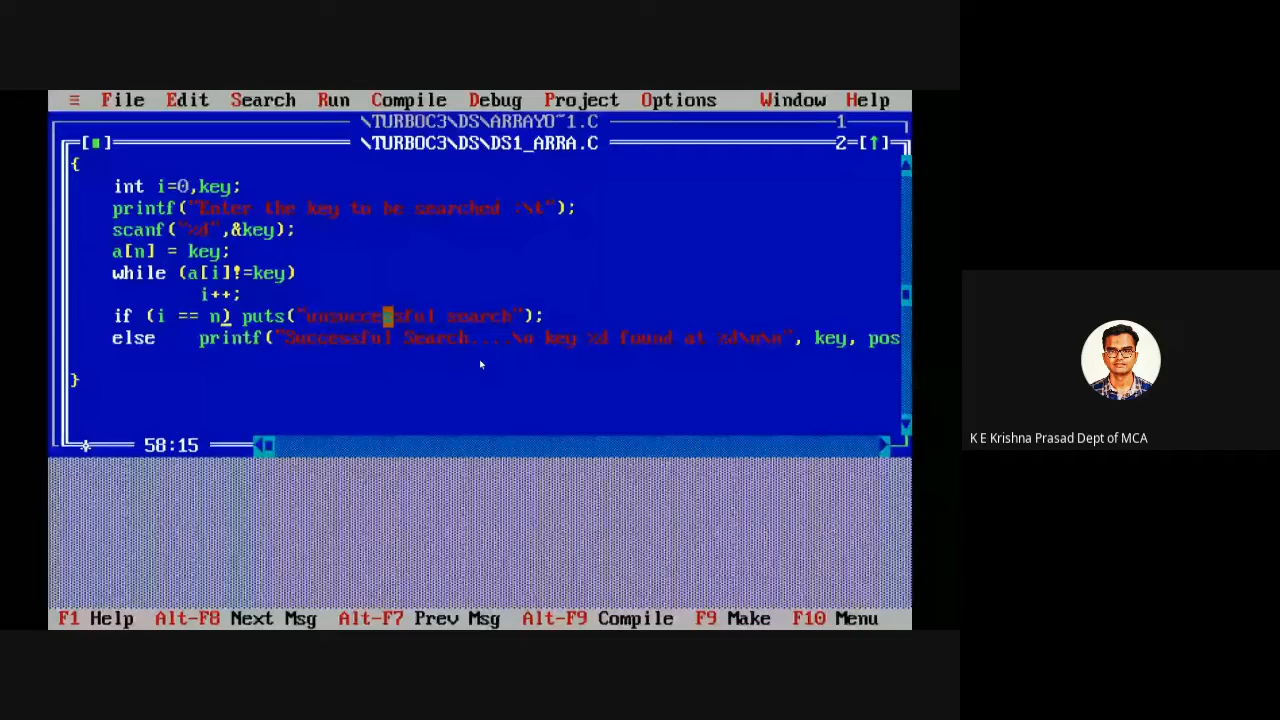 ≡ File Edit Search Run Compile Debug Project Options Window Help
\TURBOC3\DS\ARRAYO~1.C 1
[■] \TURBOC3\DS\DS1_ARRA.C 2=[↑]
{
int i=0,key;
printf("Enter the key to be searched :\t");
scanf("%d",&key);
a[n] = key;
while (a[i]!=key)
i++;
if (i == n) puts("unsuccessful search");
else printf("Successful Search....\n key %d found at %d\n\n", key, pos
}
58:15
F1 Help Alt-F8 Next Msg Alt-F7 Prev Msg Alt-F9 Compile F9 Make F10 Menu
K E Krishna Prasad Dept of MCA